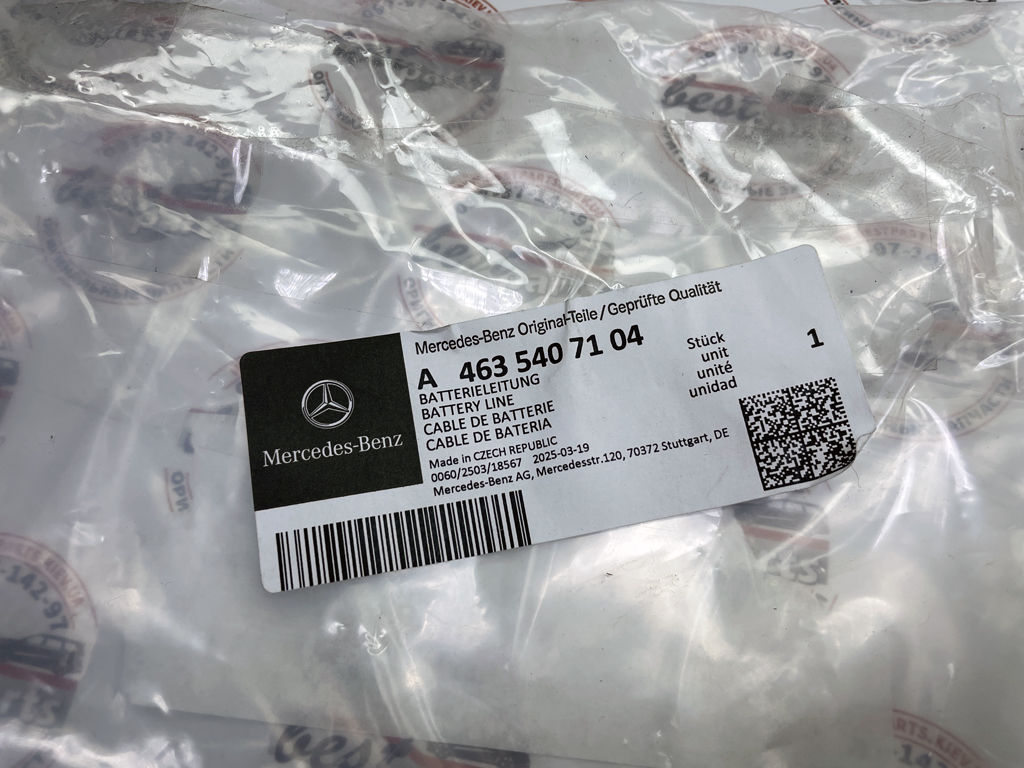 Mercedes-Benz Original-Teile / Geprüfte Qualität
A 463 540 71 04
BATTERIELEITUNG
BATTERY LINE
CABLE DE BATTERIE
CABLE DE BATERIA
Stück
unit
unité
unidad
1
Made in CZECH REPUBLIC
0060/2503/18567 2025-03-19
Mercedes-Benz AG, Mercedesstr.120, 70372 Stuttgart, DE
Mercedes-Benz
best
best